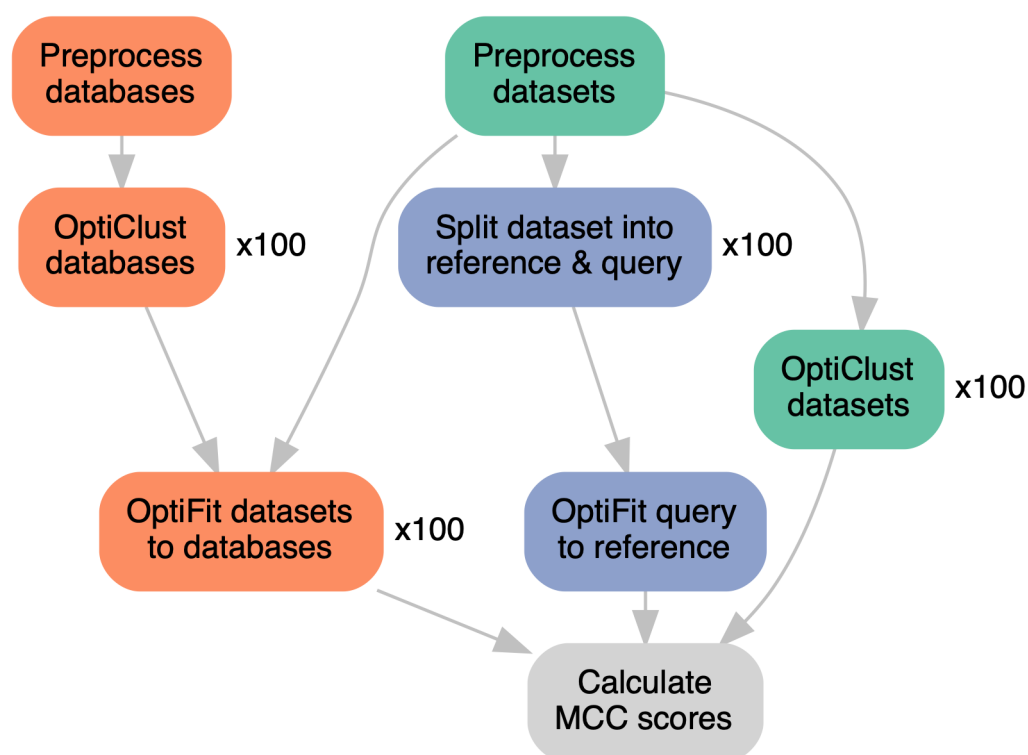 Preprocess
databases
Preprocess
datasets
OptiClust
databases
x100
Split dataset into
reference & query
x100
OptiClust
datasets
x100
OptiFit datasets
to databases
x100
OptiFit query
to reference
Calculate
MCC scores